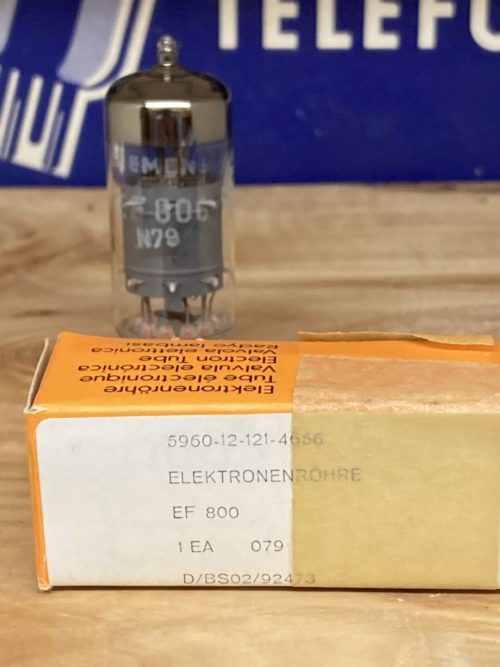 TELEFU
SIEMENS
EF 800
N79
Radyo lambası
Valvola elettronica
Electron Tube
Valvula electrónica
Tube électronique
Elektronenröhre
5960-12-121-4656
ELEKTRONENRÖHRE
EF 800
1 EA 079
D/BS02/92473